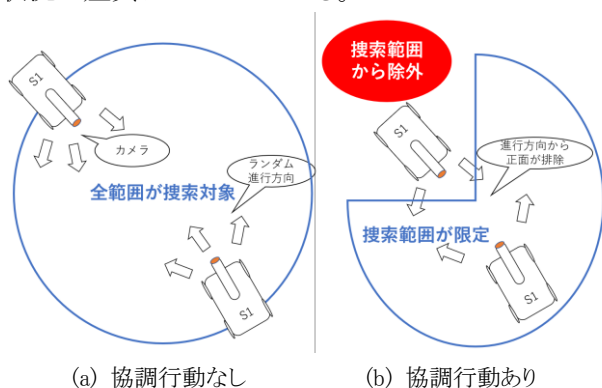 S1
カメラ
ランダム
進行方向
全範囲が捜索対象
S1
(a) 協調行動なし
捜索範囲
から除外
S1
進行方向から
正面が排除
捜索範囲が限定
S1
(b) 協調行動あり